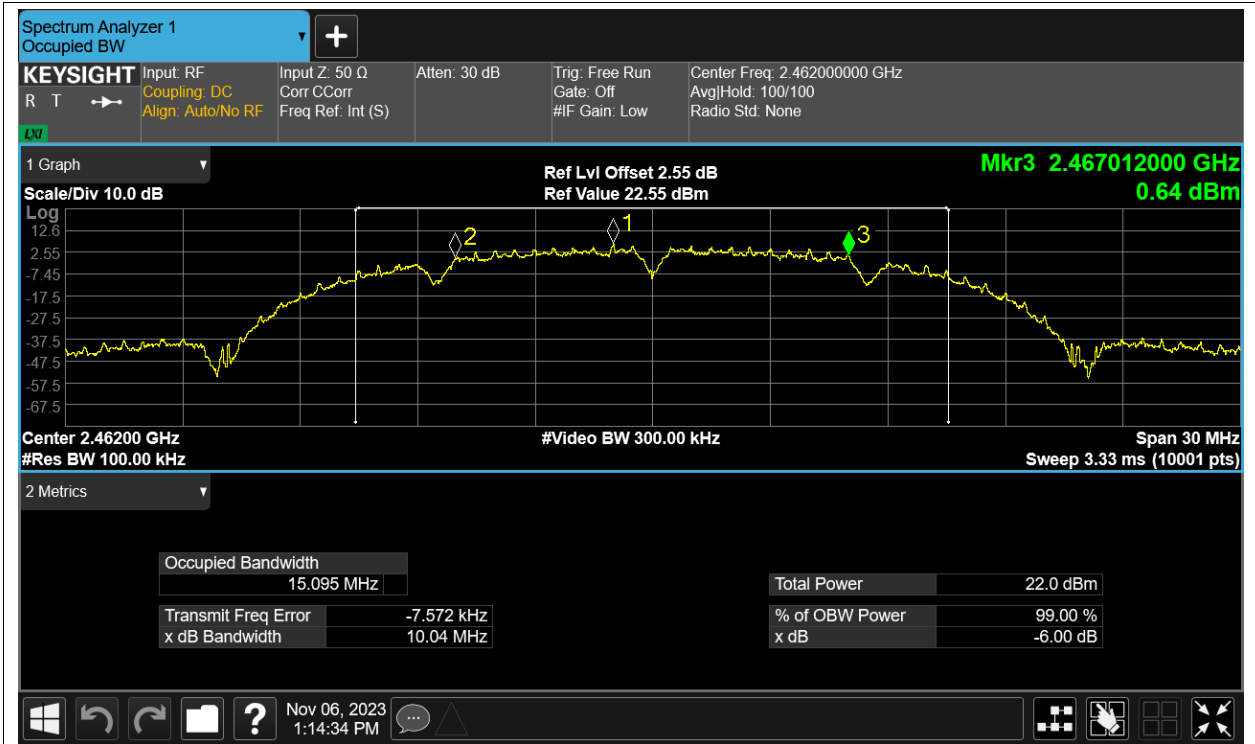 Spectrum Analyzer 1
Occupied BW
+
KEYSIGHT
R T
LXI
Input: RF
Coupling: DC
Align: Auto/No RF
Input Z: 50 Ω
Corr CCorr
Freq Ref: Int (S)
Atten: 30 dB
Trig: Free Run
Gate: Off
#IF Gain: Low
Center Freq: 2.462000000 GHz
Avg|Hold: 100/100
Radio Std: None
1 Graph
Scale/Div 10.0 dB
Ref Lvl Offset 2.55 dB
Ref Value 22.55 dBm
Mkr3 2.467012000 GHz
0.64 dBm
Log
12.6
2.55
-7.45
-17.5
-27.5
-37.5
-47.5
-57.5
-67.5
2
1
3
Center 2.46200 GHz
#Video BW 300.00 kHz
Span 30 MHz
#Res BW 100.00 kHz
Sweep 3.33 ms (10001 pts)
2 Metrics
Occupied Bandwidth
15.095 MHz
Transmit Freq Error -7.572 kHz
x dB Bandwidth 10.04 MHz
Total Power 22.0 dBm
% of OBW Power 99.00 %
x dB -6.00 dB
?
Nov 06, 2023
1:14:34 PM